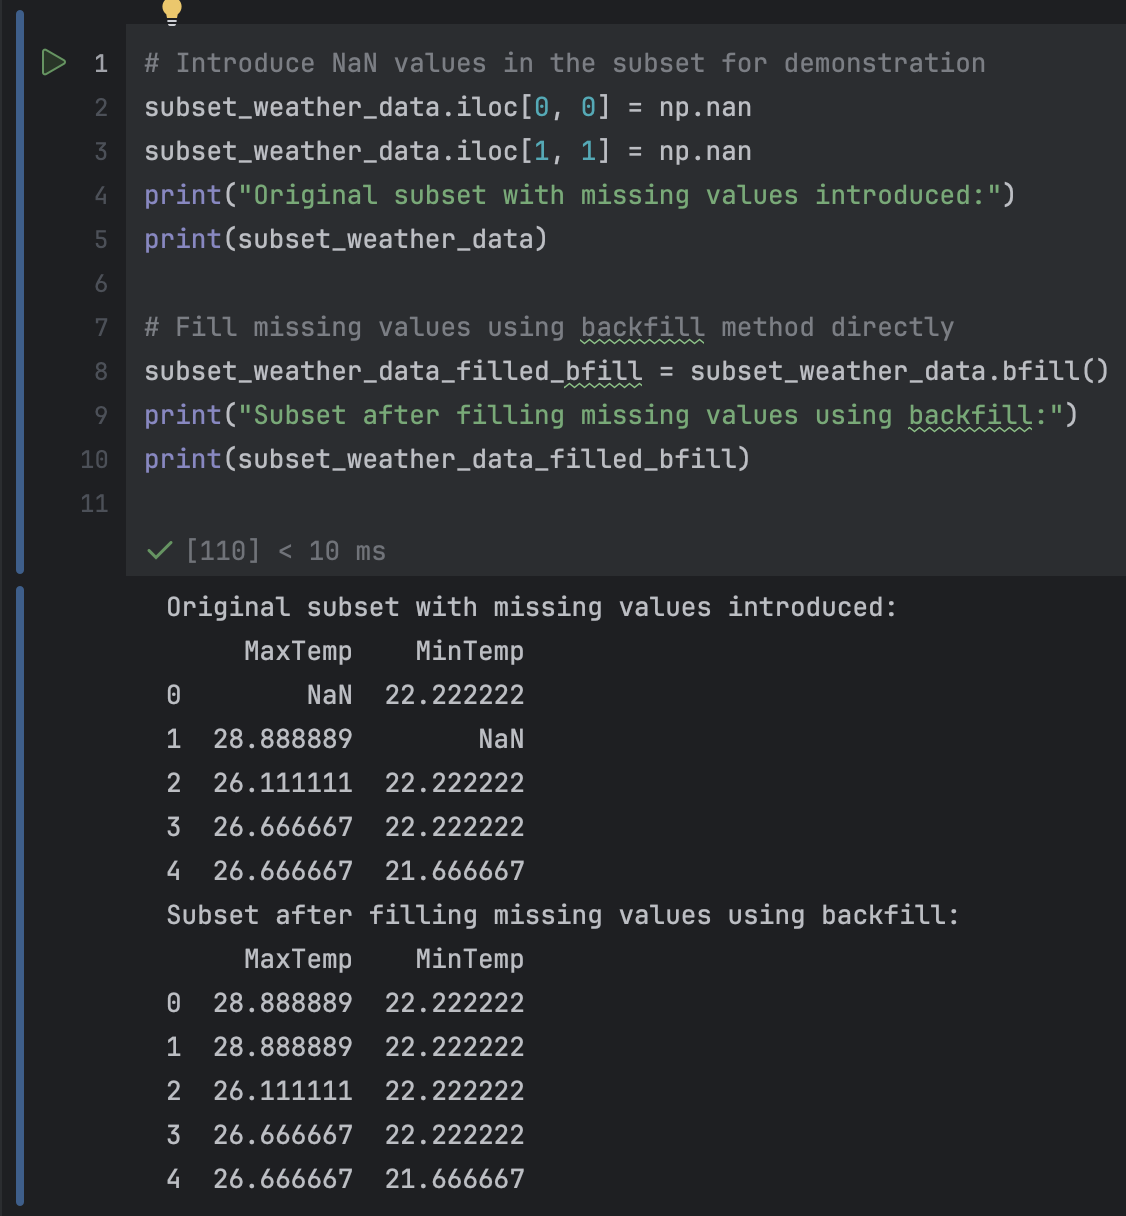 1 # Introduce NaN values in the subset for demonstration
2 subset_weather_data.iloc[0, 0] = np.nan
3 subset_weather_data.iloc[1, 1] = np.nan
4 print("Original subset with missing values introduced:")
5 print(subset_weather_data)
6
7 # Fill missing values using backfill method directly
8 subset_weather_data_filled_bfill = subset_weather_data.bfill()
9 print("Subset after filling missing values using backfill:")
10 print(subset_weather_data_filled_bfill)
11
[110] < 10 ms
Original subset with missing values introduced:
MaxTemp MinTemp
0 NaN 22.222222
1 28.888889 NaN
2 26.111111 22.222222
3 26.666667 22.222222
4 26.666667 21.666667
Subset after filling missing values using backfill:
MaxTemp MinTemp
0 28.888889 22.222222
1 28.888889 22.222222
2 26.111111 22.222222
3 26.666667 22.222222
4 26.666667 21.666667